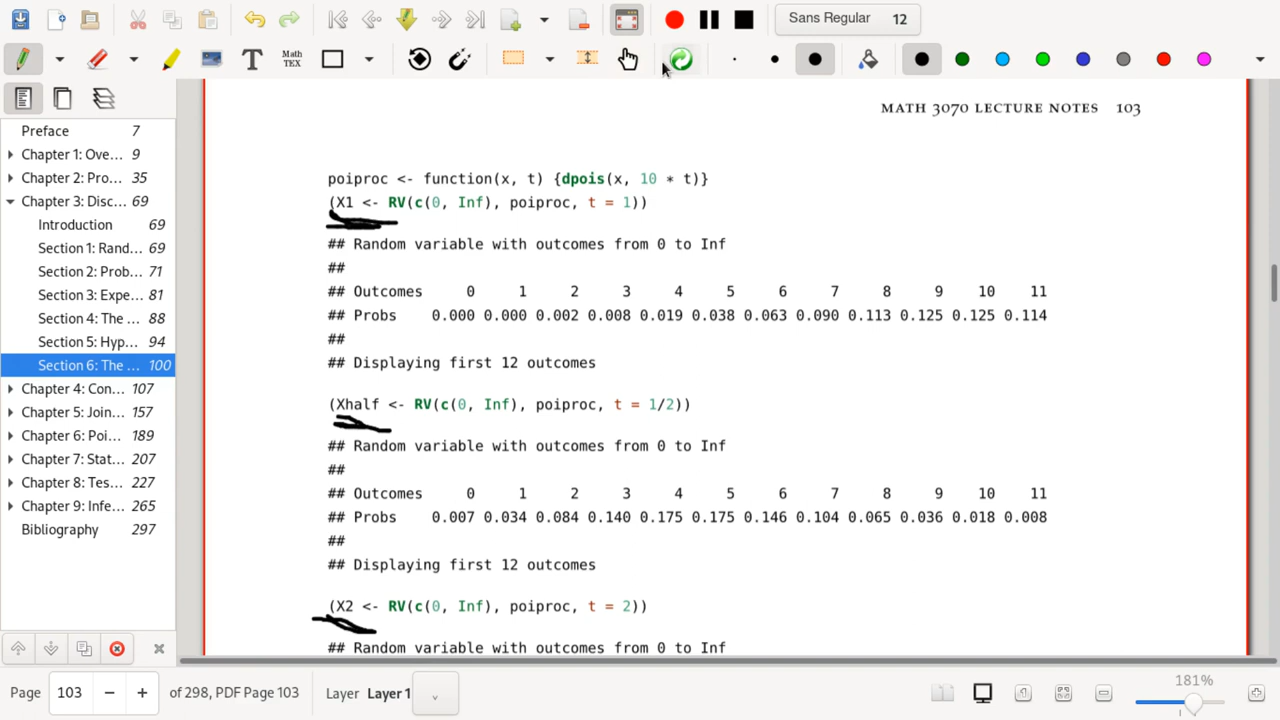 Sans Regular 12
T Math TEX
MATH 3070 LECTURE NOTES 103
Preface 7
Chapter 1: Ove... 9
Chapter 2: Pro... 35
Chapter 3: Disc... 69
Introduction 69
Section 1: Rand... 69
Section 2: Prob... 71
Section 3: Expe... 81
Section 4: The ... 88
Section 5: Hyp... 94
Section 6: The ... 100
Chapter 4: Con... 107
Chapter 5: Join... 157
Chapter 6: Poi... 189
Chapter 7: Stat... 207
Chapter 8: Tes... 227
Chapter 9: Infe... 265
Bibliography 297
poiproc <- function(x, t) {dpois(x, 10 * t)}
(X1 <- RV(c(0, Inf), poiproc, t = 1))
## Random variable with outcomes from 0 to Inf
##
## Outcomes 0 1 2 3 4 5 6 7 8 9 10 11
## Probs 0.000 0.000 0.002 0.008 0.019 0.038 0.063 0.090 0.113 0.125 0.125 0.114
##
## Displaying first 12 outcomes
(Xhalf <- RV(c(0, Inf), poiproc, t = 1/2))
## Random variable with outcomes from 0 to Inf
##
## Outcomes 0 1 2 3 4 5 6 7 8 9 10 11
## Probs 0.007 0.034 0.084 0.140 0.175 0.175 0.146 0.104 0.065 0.036 0.018 0.008
##
## Displaying first 12 outcomes
(X2 <- RV(c(0, Inf), poiproc, t = 2))
## Random variable with outcomes from 0 to Inf
Page 103 − + of 298, PDF Page 103 Layer Layer 1 181%